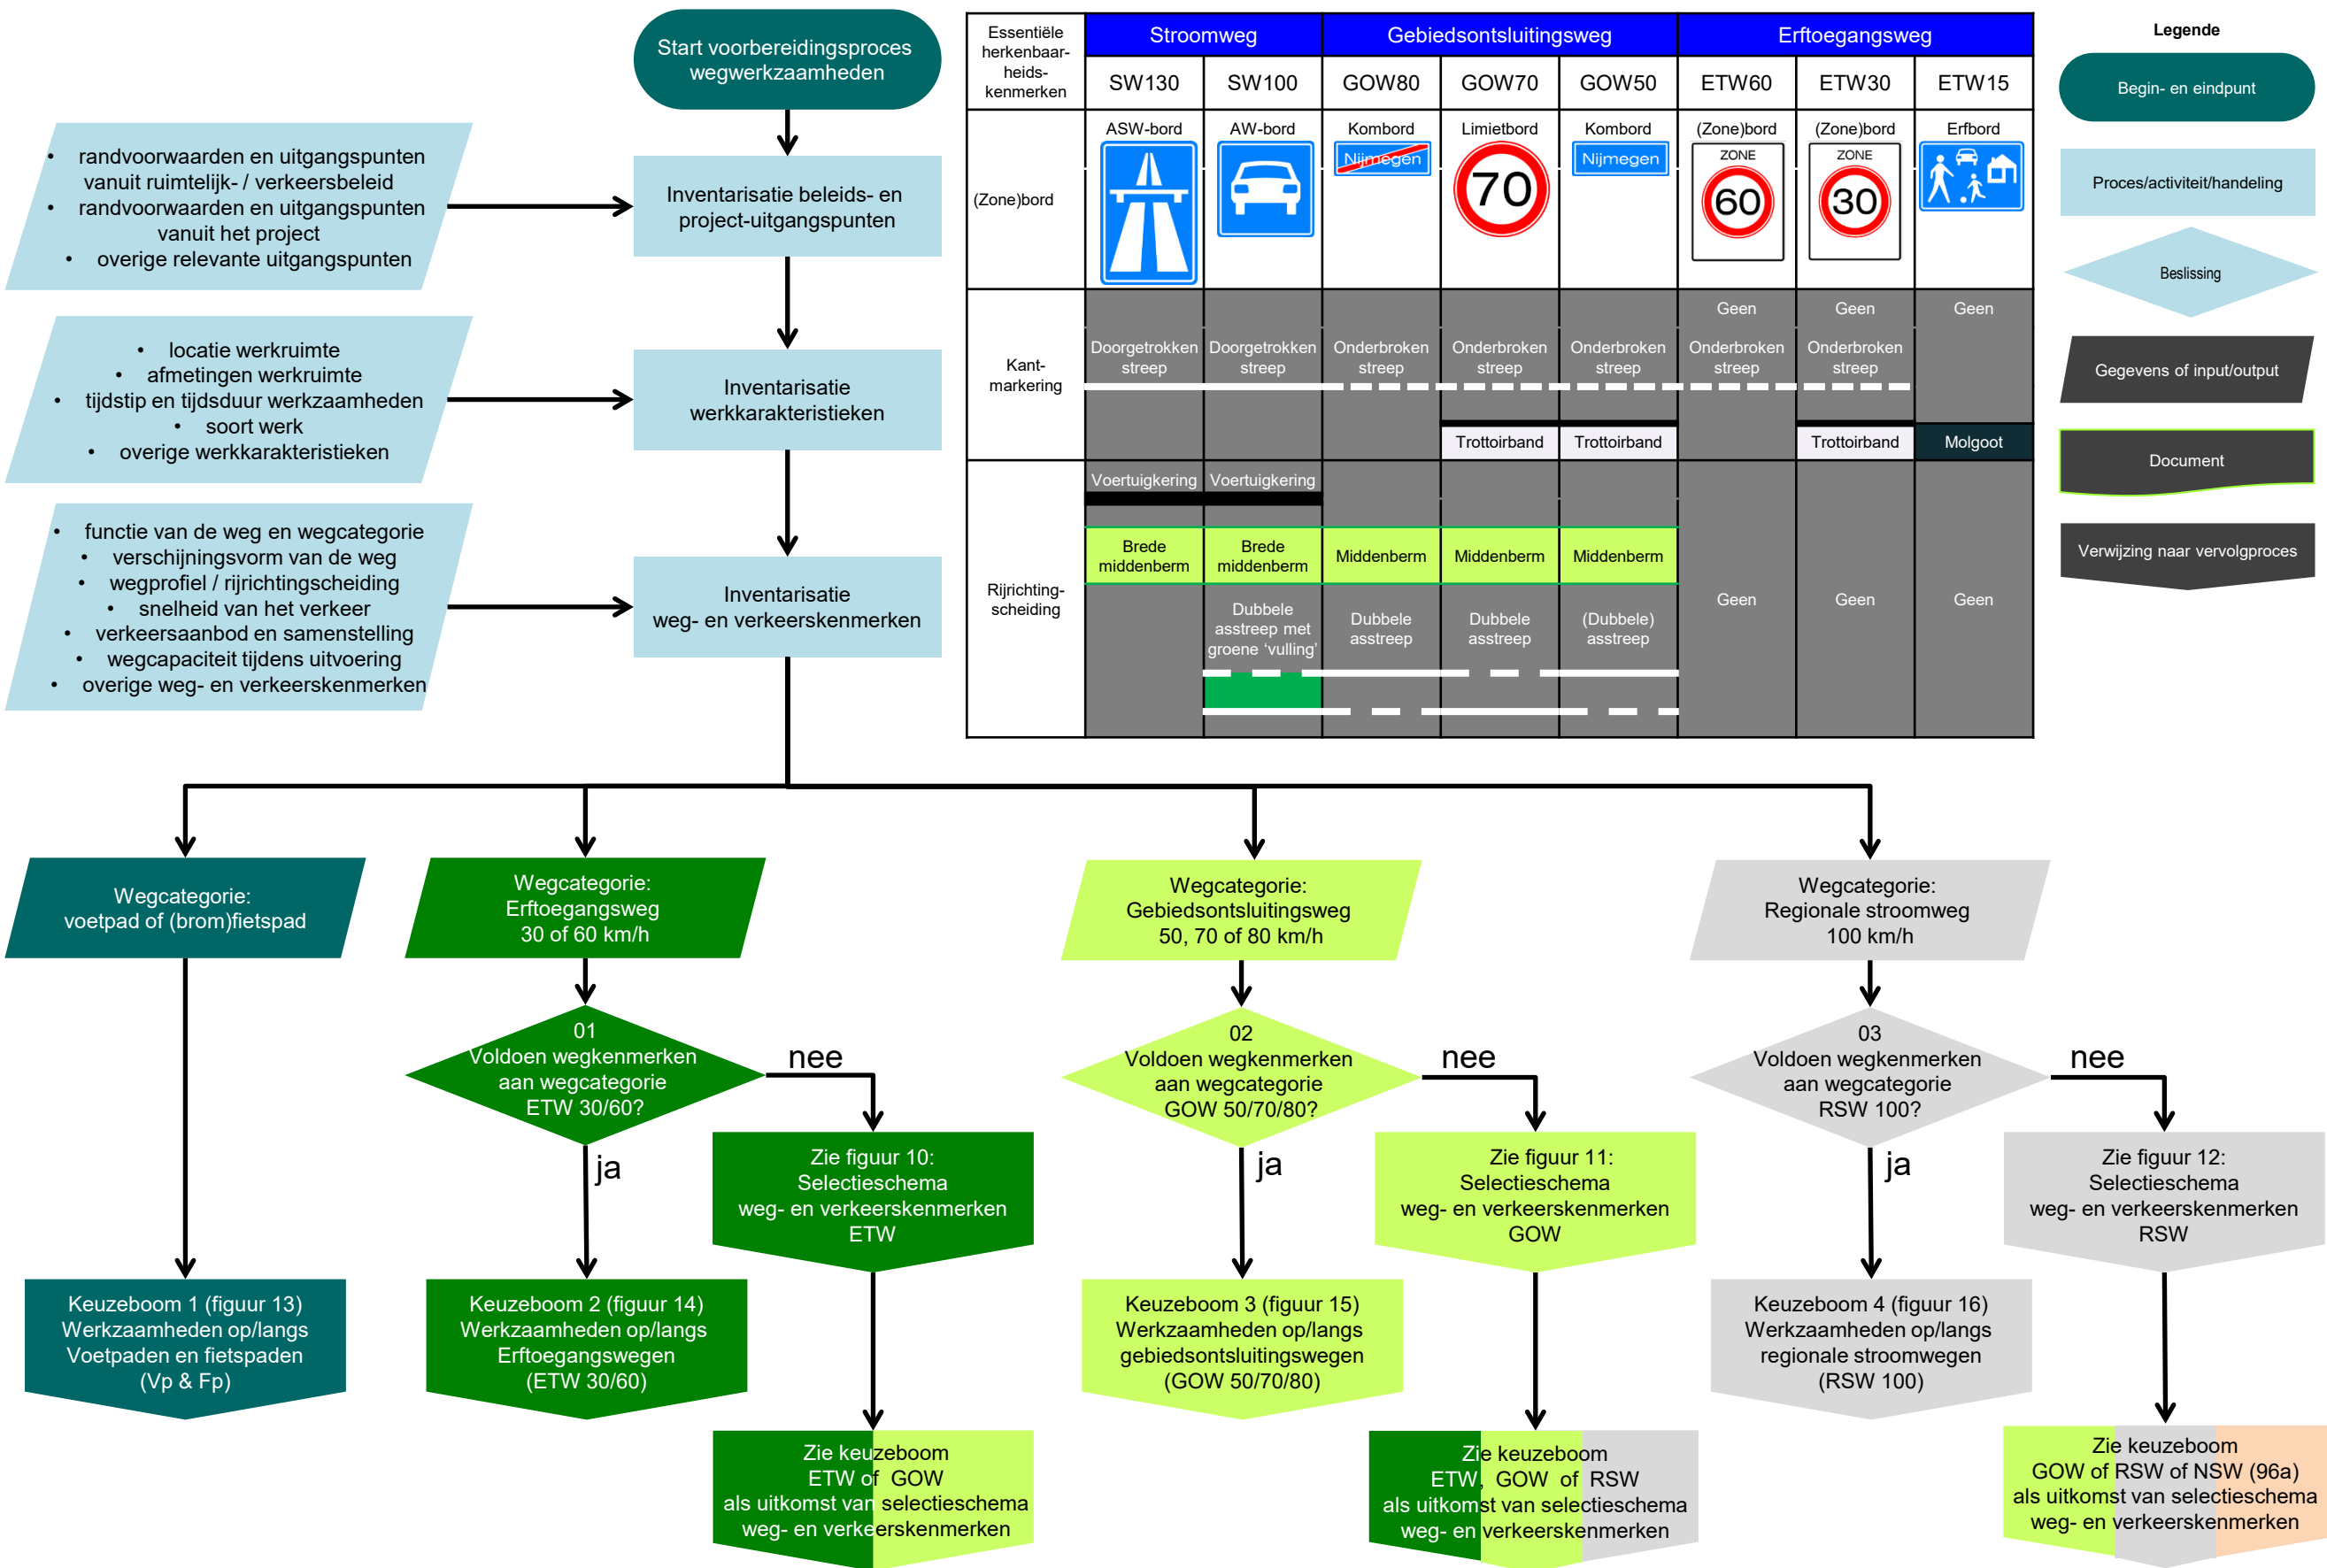 Start voorbereidingsproces
wegwerkzaamheden
• randvoorwaarden en uitgangspunten
vanuit ruimtelijk- / verkeersbeleid
• randvoorwaarden en uitgangspunten
vanuit het project
• overige relevante uitgangspunten
Inventarisatie beleids- en
project-uitgangspunten
• locatie werkruimte
• afmetingen werkruimte
• tijdstip en tijdsduur werkzaamheden
• soort werk
• overige werkkarakteristieken
Inventarisatie
werkkarakteristieken
• functie van de weg en wegcategorie
• verschijningsvorm van de weg
• wegprofiel / rijrichtingscheiding
• snelheid van het verkeer
• verkeersaanbod en samenstelling
• wegcapaciteit tijdens uitvoering
• overige weg- en verkeerskenmerken
Inventarisatie
weg- en verkeerskenmerken
Essentiële
herkenbaar-
heids-
kenmerken
Stroomweg
Gebiedsontsluitingsweg
Erftoegangsweg
SW130
SW100
GOW80
GOW70
GOW50
ETW60
ETW30
ETW15
(Zone)bord
ASW-bord
AW-bord
Kombord
Nijmegen
Limietbord
70
Kombord
Nijmegen
(Zone)bord
ZONE
60
(Zone)bord
ZONE
30
Erfbord
Kant-
markering
Geen
Geen
Geen
Doorgetrokken
streep
Doorgetrokken
streep
Onderbroken
streep
Onderbroken
streep
Onderbroken
streep
Onderbroken
streep
Onderbroken
streep
Trottoirband
Trottoirband
Trottoirband
Molgoot
Rijrichting-
scheiding
Voertuigkering
Voertuigkering
Brede
middenberm
Brede
middenberm
Middenberm
Middenberm
Middenberm
Dubbele
asstreep met
groene ‘vulling’
Dubbele
asstreep
Dubbele
asstreep
(Dubbele)
asstreep
Geen
Geen
Geen
Legende
Begin- en eindpunt
Proces/activiteit/handeling
Beslissing
Gegevens of input/output
Document
Verwijzing naar vervolgproces
Wegcategorie:
voetpad of (brom)fietspad
Wegcategorie:
Erftoegangsweg
30 of 60 km/h
Wegcategorie:
Gebiedsontsluitingsweg
50, 70 of 80 km/h
Wegcategorie:
Regionale stroomweg
100 km/h
01
Voldoen wegkenmerken
aan wegcategorie
ETW 30/60?
nee
ja
02
Voldoen wegkenmerken
aan wegcategorie
GOW 50/70/80?
nee
ja
03
Voldoen wegkenmerken
aan wegcategorie
RSW 100?
nee
ja
Zie figuur 10:
Selectieschema
weg- en verkeerskenmerken
ETW
Zie figuur 11:
Selectieschema
weg- en verkeerskenmerken
GOW
Zie figuur 12:
Selectieschema
weg- en verkeerskenmerken
RSW
Keuzeboom 1 (figuur 13)
Werkzaamheden op/langs
Voetpaden en fietspaden
(Vp & Fp)
Keuzeboom 2 (figuur 14)
Werkzaamheden op/langs
Erftoegangswegen
(ETW 30/60)
Keuzeboom 3 (figuur 15)
Werkzaamheden op/langs
gebiedsontsluitingswegen
(GOW 50/70/80)
Keuzeboom 4 (figuur 16)
Werkzaamheden op/langs
regionale stroomwegen
(RSW 100)
Zie keuzeboom
ETW of GOW
als uitkomst van selectieschema
weg- en verkeerskenmerken
Zie keuzeboom
ETW, GOW of RSW
als uitkomst van selectieschema
weg- en verkeerskenmerken
Zie keuzeboom
GOW of RSW of NSW (96a)
als uitkomst van selectieschema
weg- en verkeerskenmerken